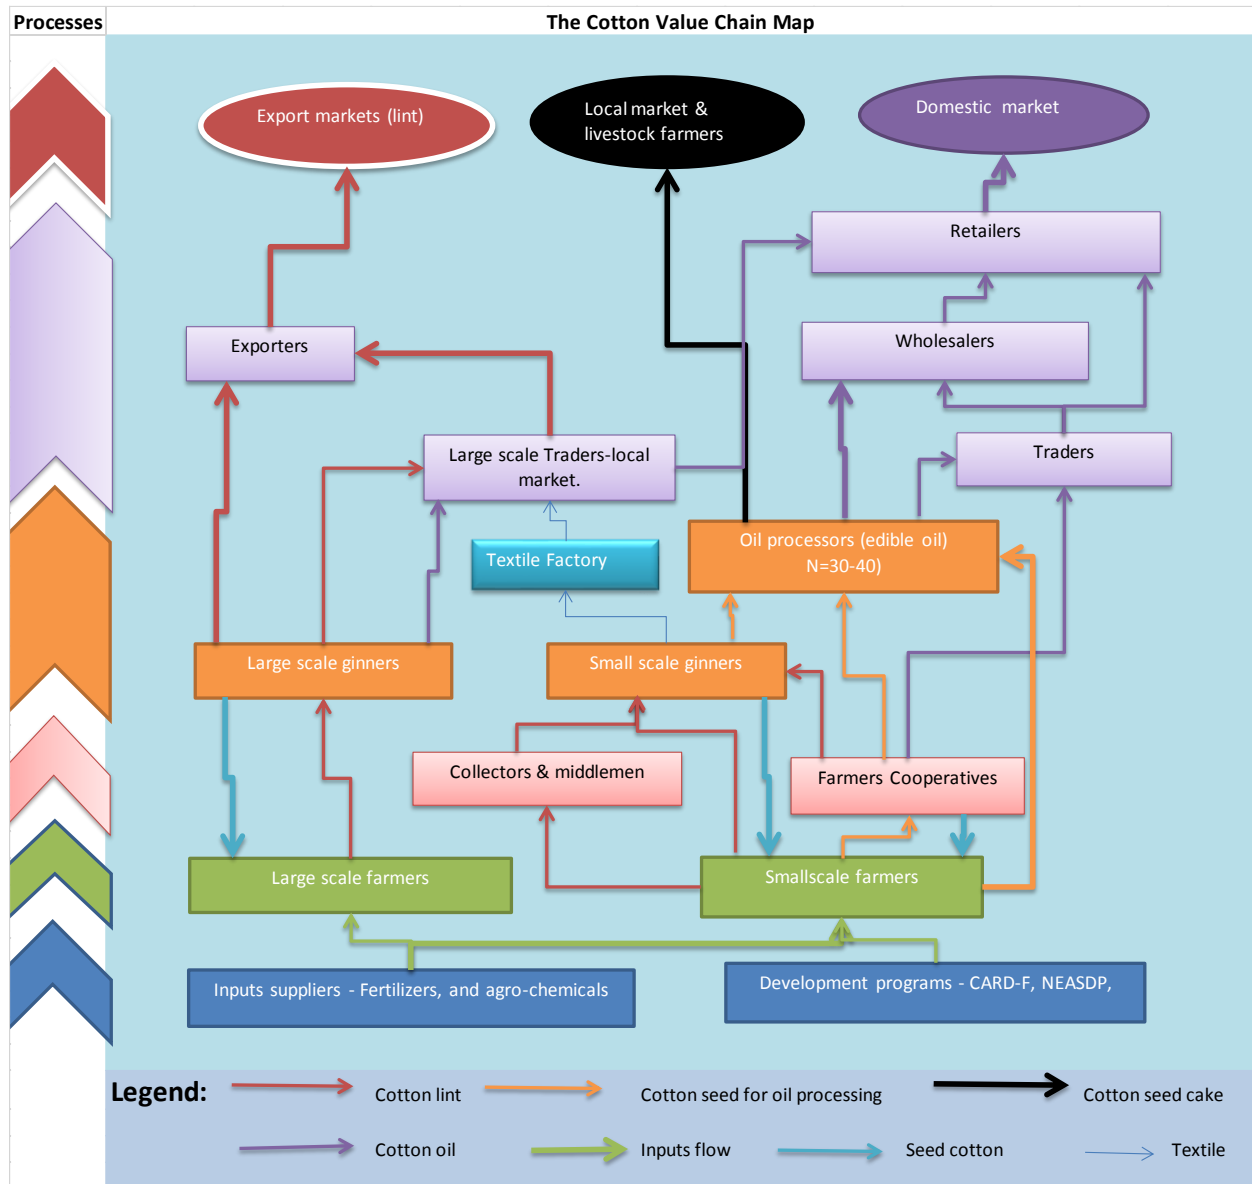 Processes
The Cotton Value Chain Map
Export markets (lint)
Local market &
livestock farmers
Domestic market
Retailers
Exporters
Wholesalers
Large scale Traders-local
market.
Traders
Textile Factory
Oil processors (edible oil)
N=30-40)
Large scale ginners
Small scale ginners
Collectors & middlemen
Farmers Cooperatives
Large scale farmers
Smallscale farmers
Inputs suppliers - Fertilizers, and agro-chemicals
Development programs - CARD-F, NEASDP,
Legend:
Cotton lint
Cotton seed for oil processing
Cotton seed cake
Cotton oil
Inputs flow
Seed cotton
Textile